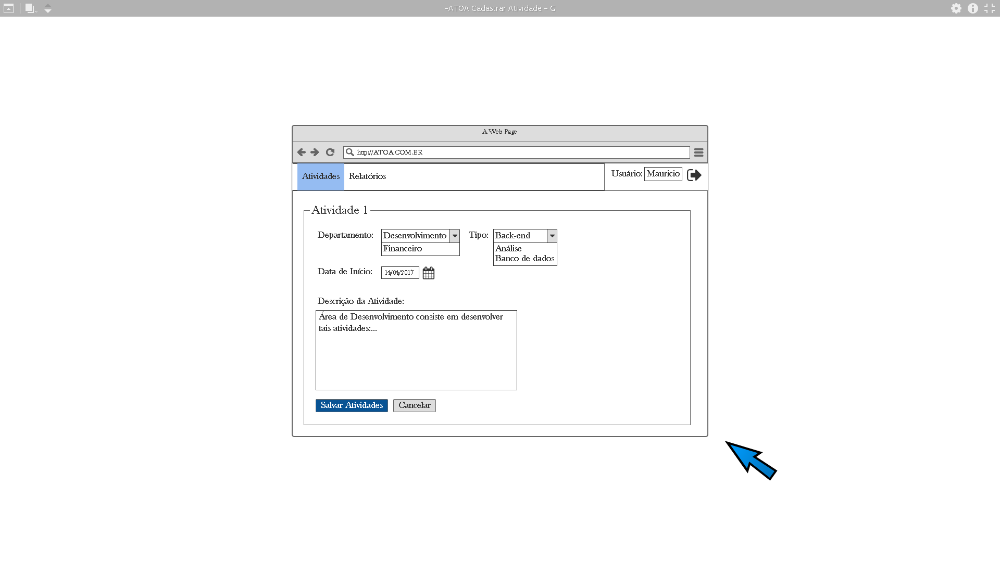 -ATOA Cadastrar Atividade - G
A Web Page
http://ATOA.COM.BR
Atividades Relatórios Usuário: Mauricio
Atividade 1
Departamento: Desenvolvimento Tipo: Back-end
Financeiro Análise
Banco de dados
Data de Início: 14/04/2017
Descrição da Atividade:
Área de Desenvolvimento consiste em desenvolver
tais atividades:...
Salvar Atividades Cancelar